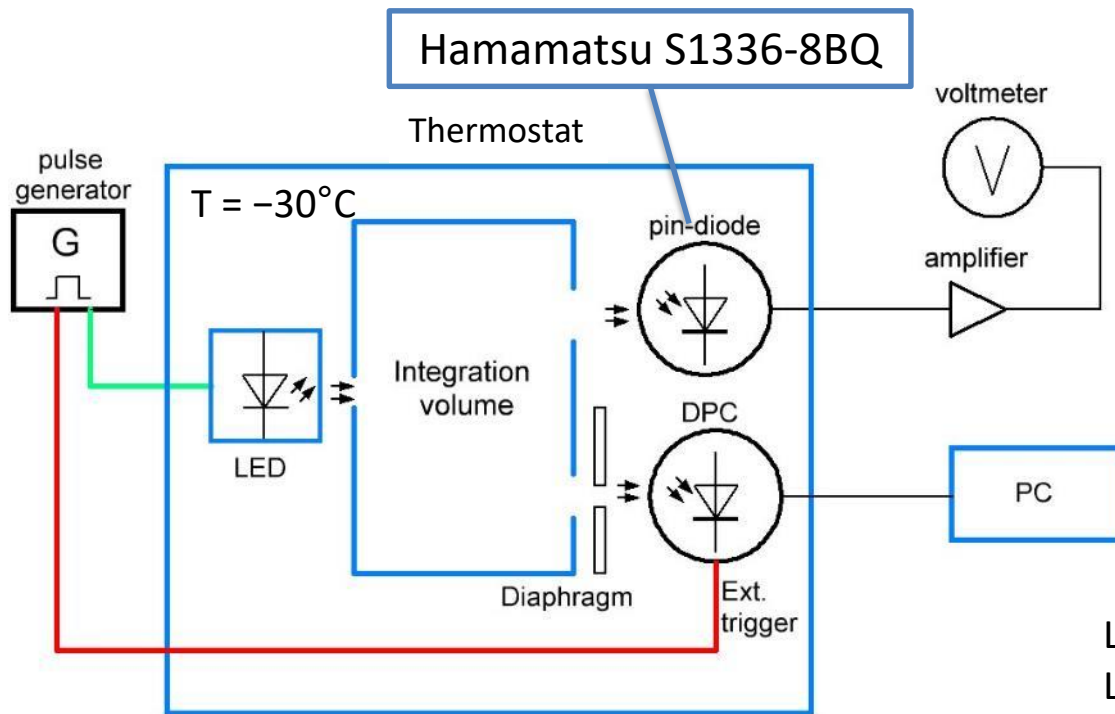 Hamamatsu S1336-8BQ
voltmeter
V
Thermostat
pulse
generator
G
T = −30°C
pin-diode
amplifier
Integration
volume
LED
DPC
PC
Diaphragm
Ext.
trigger
L
L